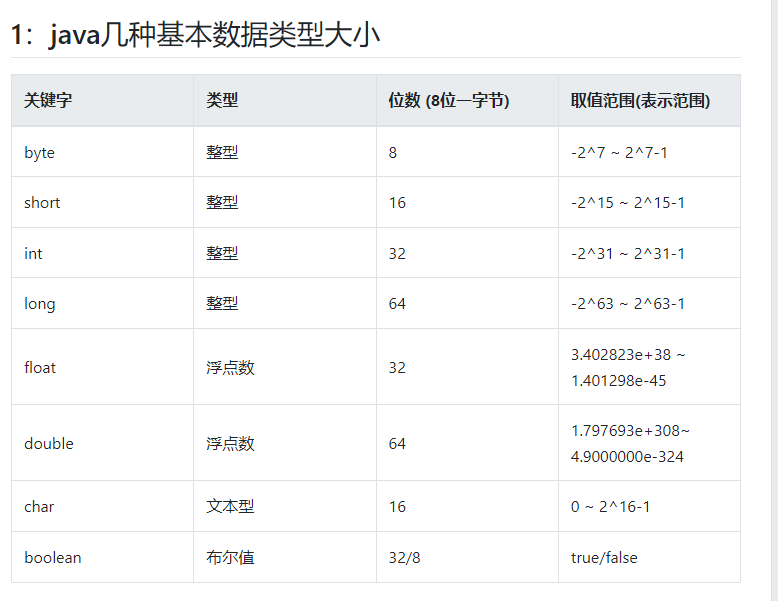 1：java几种基本数据类型大小
关键字 类型 位数 (8位一字节) 取值范围(表示范围)
byte 整型 8 -2^7 ~ 2^7-1
short 整型 16 -2^15 ~ 2^15-1
int 整型 32 -2^31 ~ 2^31-1
long 整型 64 -2^63 ~ 2^63-1
float 浮点数 32 3.402823e+38 ~
1.401298e-45
double 浮点数 64 1.797693e+308~
4.9000000e-324
char 文本型 16 0 ~ 2^16-1
boolean 布尔值 32/8 true/false